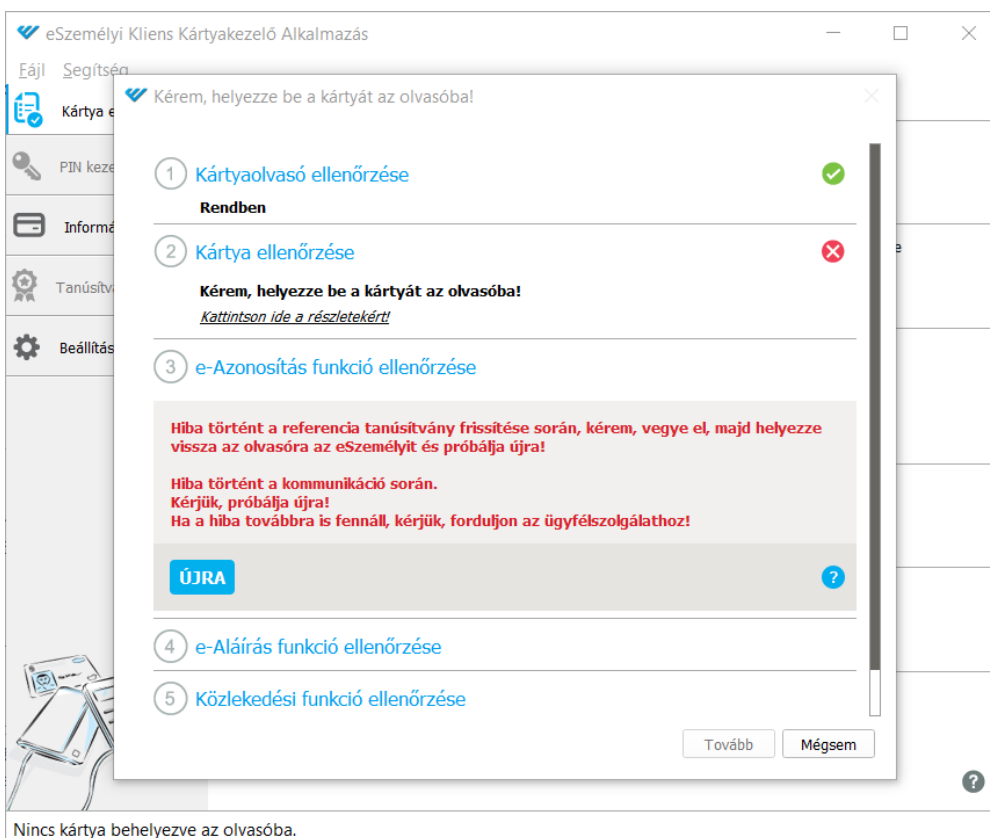 eSzemélyi Kliens Kártyakezelő Alkalmazás
Fájl Segítség
Kérem, helyezze be a kártyát az olvasóba!
Kártya e
PIN keze
Informá
Tanúsítvá
Beállítás
1 Kártyaolvasó ellenőrzése
Rendben
2 Kártya ellenőrzése
Kérem, helyezze be a kártyát az olvasóba!
Kattintson ide a részletekért!
3 e-Azonosítás funkció ellenőrzése
Hiba történt a referencia tanúsítvány frissítése során, kérem, vegye el, majd helyezze
vissza az olvasóra az eSzemélyit és próbálja újra!
Hiba történt a kommunikáció során.
Kérjük, próbálja újra!
Ha a hiba továbbra is fennáll, kérjük, forduljon az ügyfélszolgálathoz!
ÚJRA
?
4 e-Aláírás funkció ellenőrzése
5 Közlekedési funkció ellenőrzése
Tovább Mégsem
?
Nincs kártya behelyezve az olvasóba.